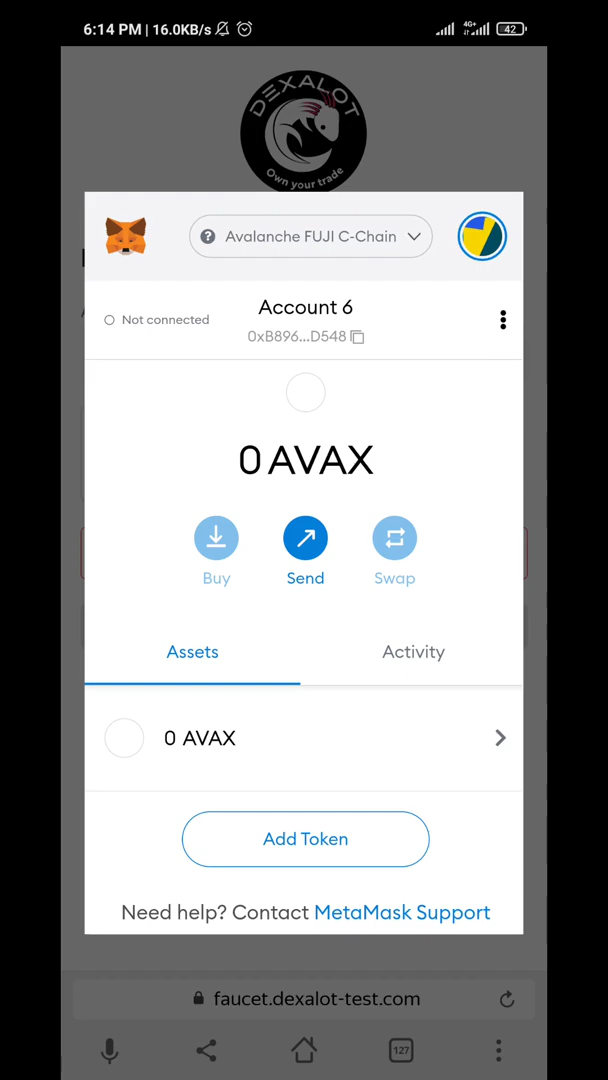 6:14 PM | 16.0KB/s
4G+
42
DEXALOT
Own your trade
? Avalanche FUJI C-Chain
Not connected
Account 6
0xB896...D548
0 AVAX
Buy
Send
Swap
Assets
Activity
0 AVAX
Add Token
Need help? Contact MetaMask Support
faucet.dexalot-test.com
127